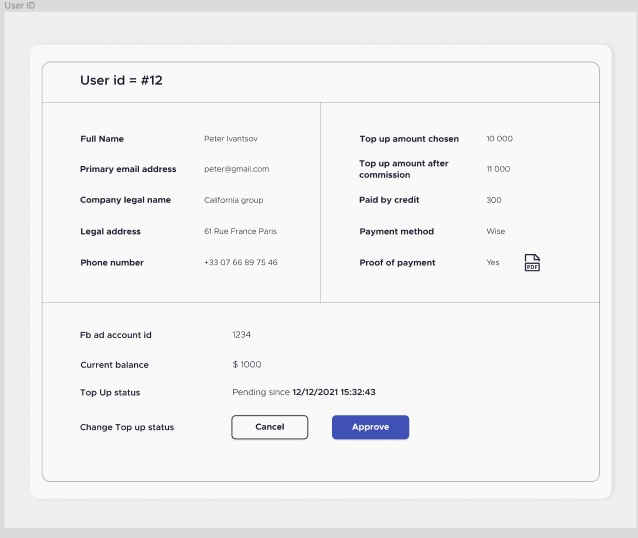 User ID
User id = #12
Full Name Peter Ivantsov
Primary email address peter@gmail.com
Company legal name California group
Legal address 61 Rue France Paris
Phone number +33 07 66 89 75 46
Top up amount chosen 10 000
Top up amount after
commission 11 000
Paid by credit 300
Payment method Wise
Proof of payment Yes PDF
Fb ad account id 1234
Current balance $ 1000
Top Up status Pending since 12/12/2021 15:32:43
Change Top up status Cancel Approve